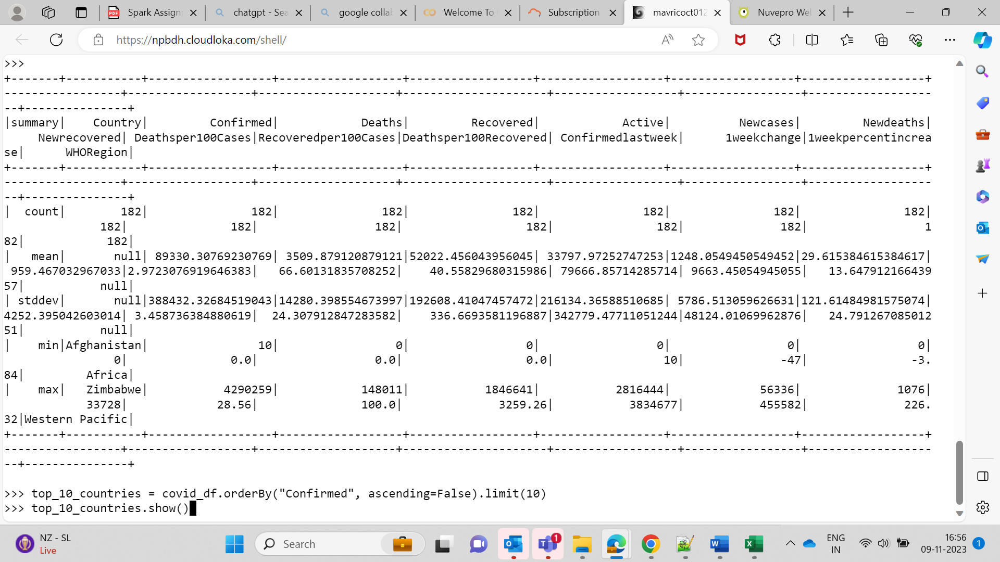 Spark Assignn
chatgpt - Sea
google collab
Welcome To
Subscription
mavricoct012
Nuvepro Wel
https://npbdh.cloudloka.com/shell/
>>>
+-------+-----------+------------------+------------------+------------------+------------------+------------------+------------------+
-----------------+------------------+--------------------+---------------------+------------------+-----------------+------------------
--+---------------+
|summary|    Country|         Confirmed|            Deaths|         Recovered|            Active|          Newcases|         Newdeaths|
     Newrecovered| Deathsper100Cases|Recoveredper100Cases|Deathsper100Recovered| Confirmedlastweek|      1weekchange|1weekpercentincrea
se|      WHORegion|
+-------+-----------+------------------+------------------+------------------+------------------+------------------+------------------+
-----------------+------------------+--------------------+---------------------+------------------+-----------------+------------------
--+---------------+
|  count|        182|               182|               182|               182|               182|               182|               182|
              182|               182|                 182|                  182|               182|              182|                 1
82|            182|
|   mean|       null| 89330.30769230769| 3509.879120879121|52022.456043956045| 33797.97252747253|1248.0549450549452|29.615384615384617|
 959.467032967033|2.9723076919646383|   66.60131835708252|    40.55829680315986| 79666.85714285714| 9663.45054945055|   13.647912166439
57|           null|
| stddev|       null|388432.32684519043|14280.398554673997|192608.41047457472|216134.36588510685| 5786.513059626631|121.61484981575074|
4252.395042603014| 3.458736384880619|  24.307912847283582|    336.6693581196887|342779.47711051244|48124.01069962876|   24.791267085012
51|           null|
|    min|Afghanistan|                10|                 0|                 0|                 0|                 0|                 0|
                0|               0.0|                 0.0|                  0.0|                10|              -47|               -3.
84|         Africa|
|    max|   Zimbabwe|           4290259|            148011|           1846641|           2816444|             56336|              1076|
            33728|             28.56|               100.0|              3259.26|           3834677|           455582|              226.
32|Western Pacific|
+-------+-----------+------------------+------------------+------------------+------------------+------------------+------------------+
-----------------+------------------+--------------------+---------------------+------------------+-----------------+------------------
--+---------------+
>>> top_10_countries = covid_df.orderBy("Confirmed", ascending=False).limit(10)
>>> top_10_countries.show()
NZ - SL
Live
Search
1
ENG
IN
16:56
09-11-2023
1